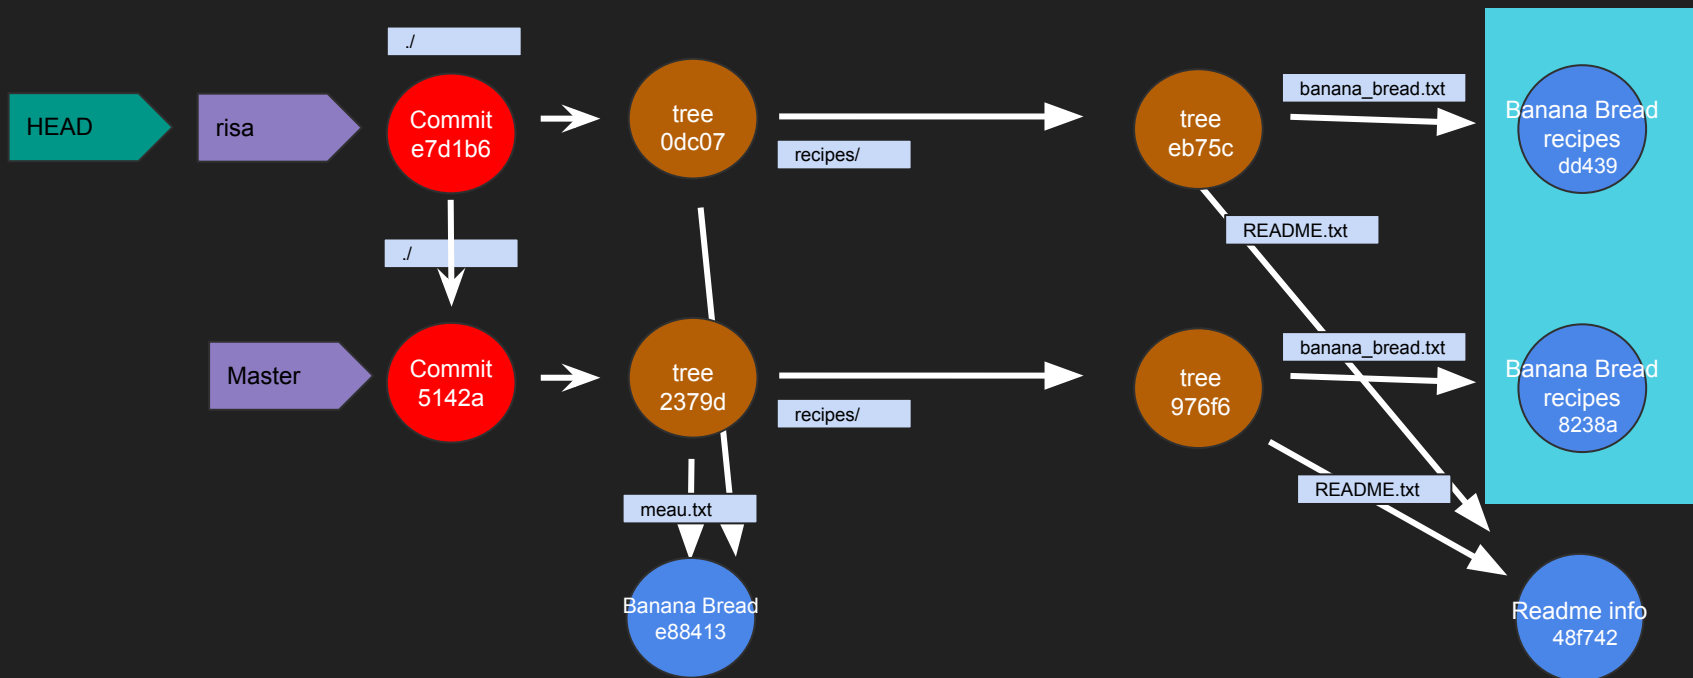 ./
HEAD
risa
Commit
e7d1b6
tree
0dc07
recipes/
tree
eb75c
banana_bread.txt
Banana Bread
recipes
dd439
./
README.txt
Master
Commit
5142a
tree
2379d
recipes/
tree
976f6
banana_bread.txt
Banana Bread
recipes
8238a
meau.txt
README.txt
Banana Bread
e88413
Readme info
48f742